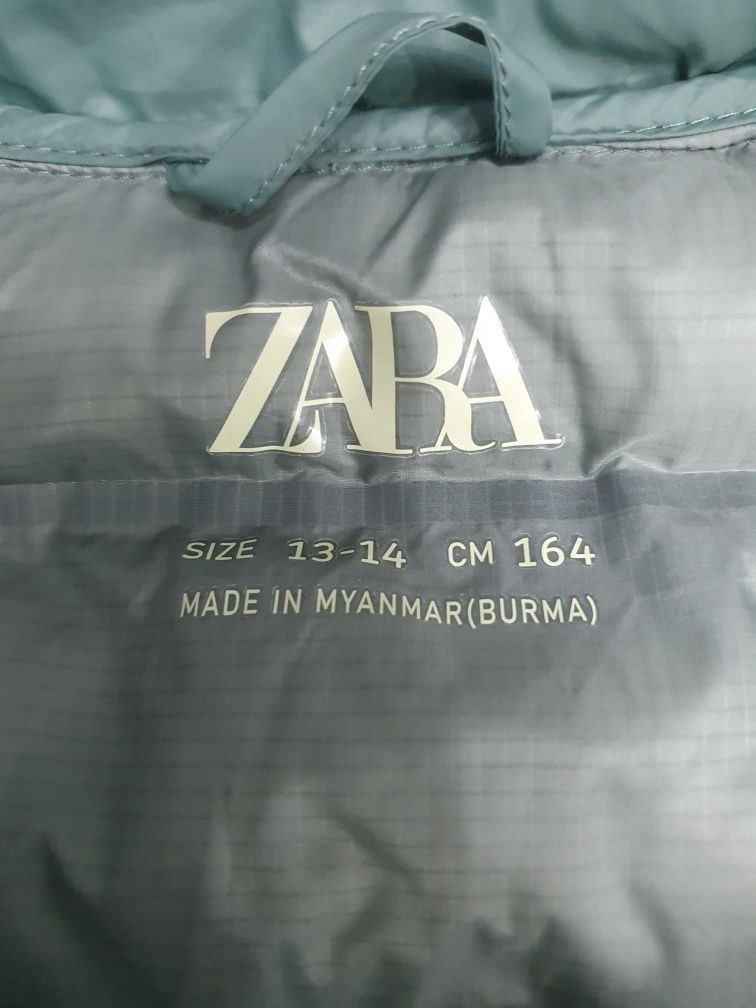 ZARA
SIZE 13-14 CM 164
MADE IN MYANMAR(BURMA)